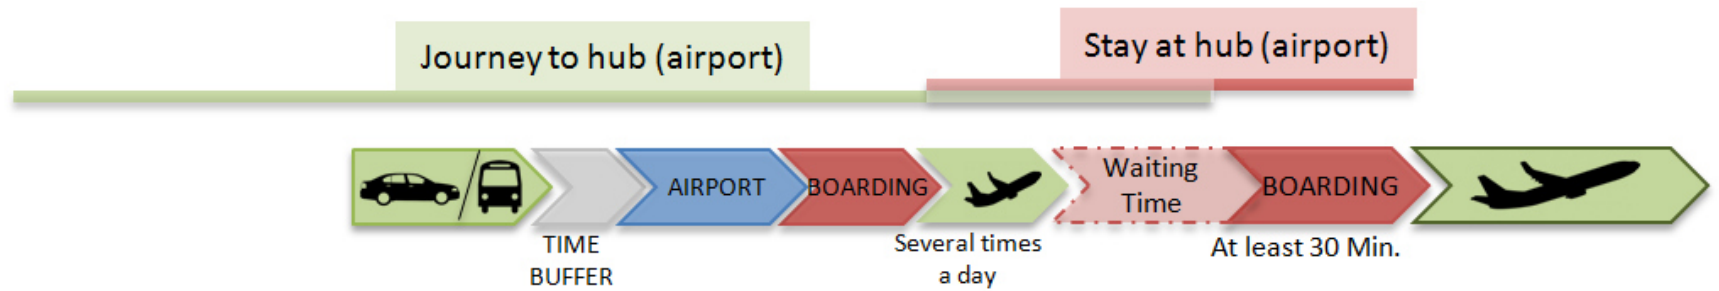 Journey to hub (airport)
Stay at hub (airport)
AIRPORT
BOARDING
Waiting
Time
BOARDING
TIME
BUFFER
Several times
a day
At least 30 Min.